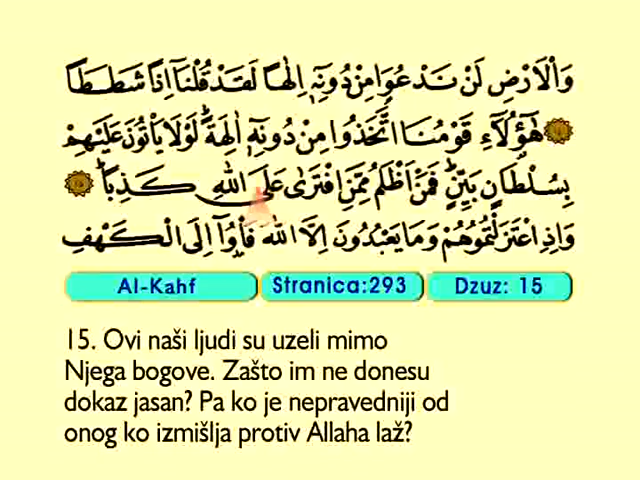 وَالْاَرْضِ لَنْ نَدْعُوَا مِنْ دُونِهٖٓ اِلٰهًا لَقَدْ قُلْنَٓا اِذًا شَطَطًا
هٰٓؤُ۬لَٓاءِ قَوْمُنَا اتَّخَذُوا مِنْ دُونِهٖٓ اٰلِهَةًۜ لَوْلَا يَأْتُونَ عَلَيْهِمْ
بِسُلْطَانٍ بَيِّنٍۜ فَمَنْ اَظْلَمُ مِمَّنِ افْتَرٰى عَلَى اللّٰهِ كَذِبًاۜ
وَاِذِ اعْتَزَلْتُمُوهُمْ وَمَا يَعْبُدُونَ اِلَّا اللّٰهَ فَأْوُٓ۫ا اِلَى الْكَهْفِ
Al-Kahf Stranica:293 Dzuz: 15
15. Ovi naši ljudi su uzeli mimo
Njega bogove. Zašto im ne donesu
dokaz jasan? Pa ko je nepravedniji od
onog ko izmišlja protiv Allaha laž?